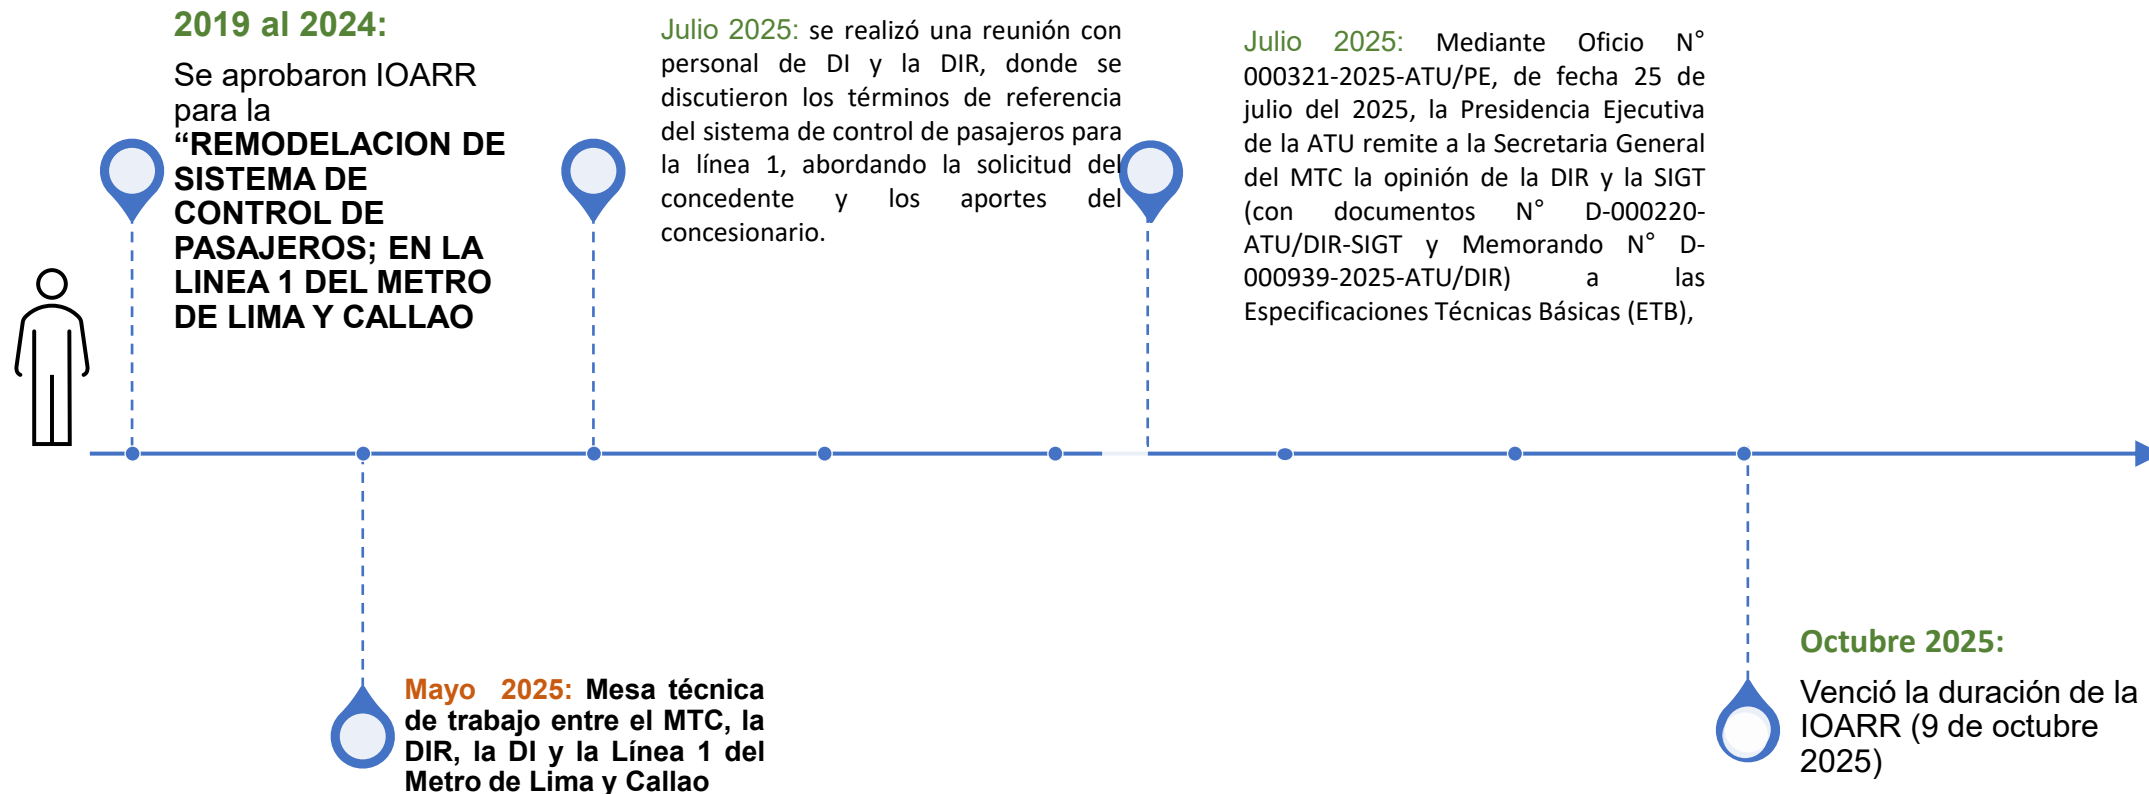 2019 al 2024:
Se aprobaron IOARR
para la
“REMODELACION DE
SISTEMA DE
CONTROL DE
PASAJEROS; EN LA
LINEA 1 DEL METRO
DE LIMA Y CALLAO
Mayo 2025: Mesa técnica
de trabajo entre el MTC, la
DIR, la DI y la Línea 1 del
Metro de Lima y Callao
Julio 2025: se realizó una reunión con
personal de DI y la DIR, donde se
discutieron los términos de referencia
del sistema de control de pasajeros para
la línea 1, abordando la solicitud del
concedente y los aportes del
concesionario.
Julio 2025: Mediante Oficio N°
000321-2025-ATU/PE, de fecha 25 de
julio del 2025, la Presidencia Ejecutiva
de la ATU remite a la Secretaria General
del MTC la opinión de la DIR y la SIGT
(con documentos N° D-000220-
ATU/DIR-SIGT y Memorando N° D-
000939-2025-ATU/DIR) a las
Especificaciones Técnicas Básicas (ETB),
Octubre 2025:
Venció la duración de la
IOARR (9 de octubre
2025)